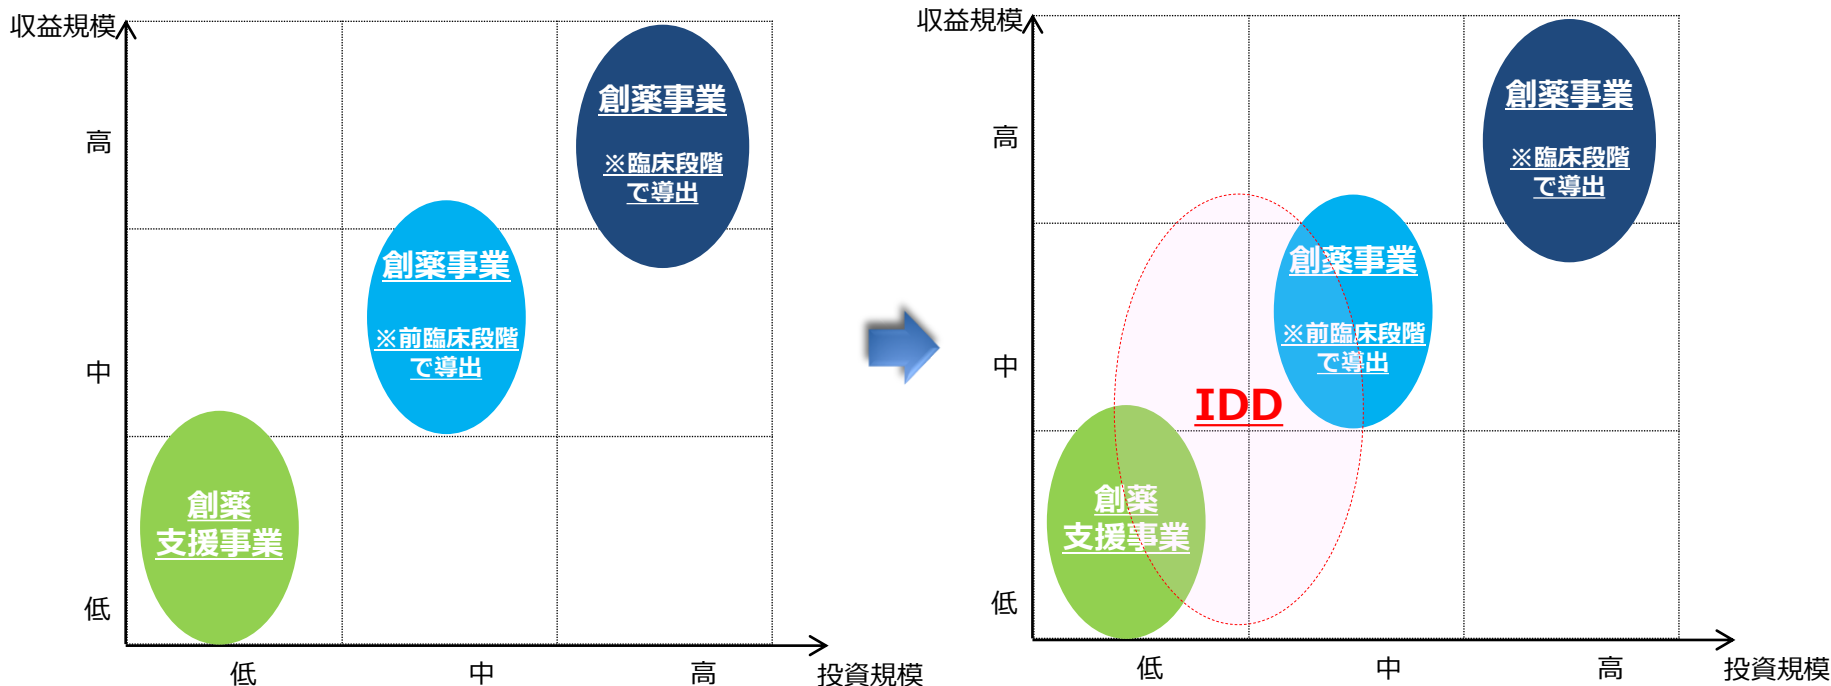 収益規模
創薬事業
※臨床段階
で導出
高
創薬事業
※前臨床段階
で導出
中
創薬
支援事業
低
低
中
高
投資規模
収益規模
創薬事業
※臨床段階
で導出
高
創薬事業
※前臨床段階
で導出
中
IDD
創薬
支援事業
低
低
中
高
投資規模